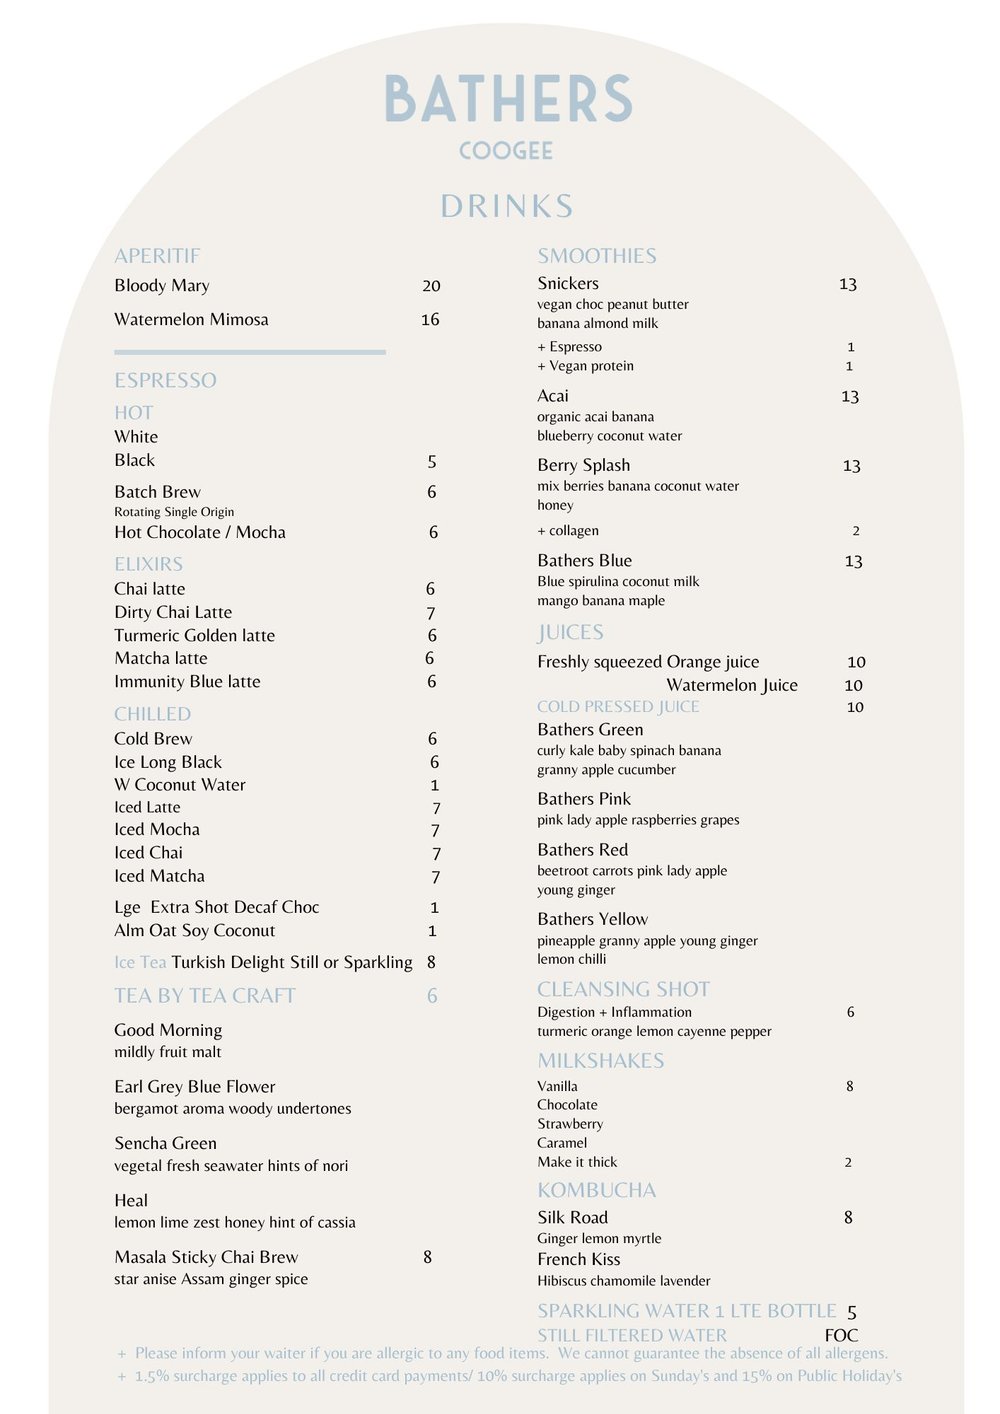 BATHERS
COOGEE
DRINKS
APERITIF
Bloody Mary 20
Watermelon Mimosa 16
ESPRESSO
HOT
White
Black 5
Batch Brew 6
Rotating Single Origin
Hot Chocolate / Mocha 6
ELIXIRS
Chai latte 6
Dirty Chai Latte 7
Turmeric Golden latte 6
Matcha latte 6
Immunity Blue latte 6
CHILLED
Cold Brew 6
Ice Long Black 6
W Coconut Water 1
Iced Latte 7
Iced Mocha 7
Iced Chai 7
Iced Matcha 7
Lge Extra Shot Decaf Choc 1
Alm Oat Soy Coconut 1
Ice Tea Turkish Delight Still or Sparkling 8
TEA BY TEA CRAFT 6
Good Morning
mildly fruit malt
Earl Grey Blue Flower
bergamot aroma woody undertones
Sencha Green
vegetal fresh seawater hints of nori
Heal
lemon lime zest honey hint of cassia
Masala Sticky Chai Brew 8
star anise Assam ginger spice
SMOOTHIES
Snickers 13
vegan choc peanut butter
banana almond milk
+ Espresso 1
+ Vegan protein 1
Acai 13
organic acai banana
blueberry coconut water
Berry Splash 13
mix berries banana coconut water
honey
+ collagen 2
Bathers Blue 13
Blue spirulina coconut milk
mango banana maple
JUICES
Freshly squeezed Orange juice 10
Watermelon Juice 10
COLD PRESSED JUICE 10
Bathers Green
curly kale baby spinach banana
granny apple cucumber
Bathers Pink
pink lady apple raspberries grapes
Bathers Red
beetroot carrots pink lady apple
young ginger
Bathers Yellow
pineapple granny apple young ginger
lemon chilli
CLEANSING SHOT
Digestion + Inflammation 6
turmeric orange lemon cayenne pepper
MILKSHAKES
Vanilla 8
Chocolate
Strawberry
Caramel
Make it thick 2
KOMBUCHA
Silk Road 8
Ginger lemon myrtle
French Kiss
Hibiscus chamomile lavender
SPARKLING WATER 1 LTE BOTTLE 5
STILL FILTERED WATER FOC
+ Please inform your waiter if you are allergic to any food items. We cannot guarantee the absence of all allergens.
+ 1.5% surcharge applies to all credit card payments/ 10% surcharge applies on Sunday's and 15% on Public Holiday's